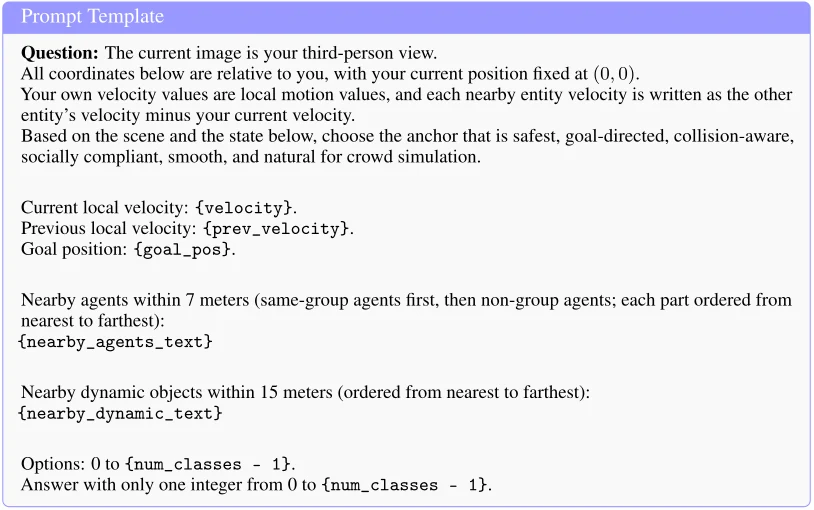 Prompt Template
Question: The current image is your third-person view.
All coordinates below are relative to you, with your current position fixed at (0, 0).
Your own velocity values are local motion values, and each nearby entity velocity is written as the other
entity's velocity minus your current velocity.
Based on the scene and the state below, choose the anchor that is safest, goal-directed, collision-aware,
socially compliant, smooth, and natural for crowd simulation.
Current local velocity: {velocity}.
Previous local velocity: {prev_velocity}.
Goal position: {goal_pos}.
Nearby agents within 7 meters (same-group agents first, then non-group agents; each part ordered from
nearest to farthest):
{nearby_agents_text}
Nearby dynamic objects within 15 meters (ordered from nearest to farthest):
{nearby_dynamic_text}
Options: 0 to {num_classes - 1}.
Answer with only one integer from 0 to {num_classes - 1}.